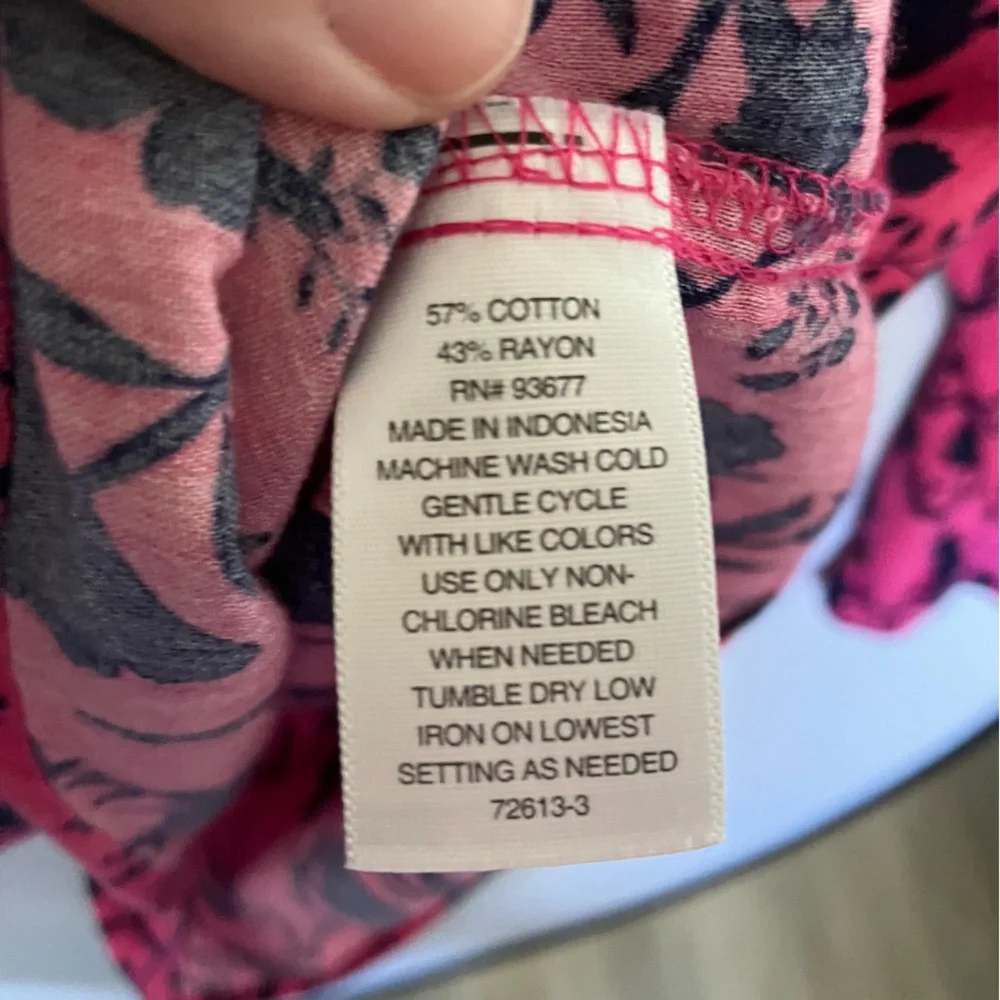 57% COTTON
43% RAYON
RN# 93677
MADE IN INDONESIA
MACHINE WASH COLD
GENTLE CYCLE
WITH LIKE COLORS
USE ONLY NON-
CHLORINE BLEACH
WHEN NEEDED
TUMBLE DRY LOW
IRON ON LOWEST
SETTING AS NEEDED
72613-3